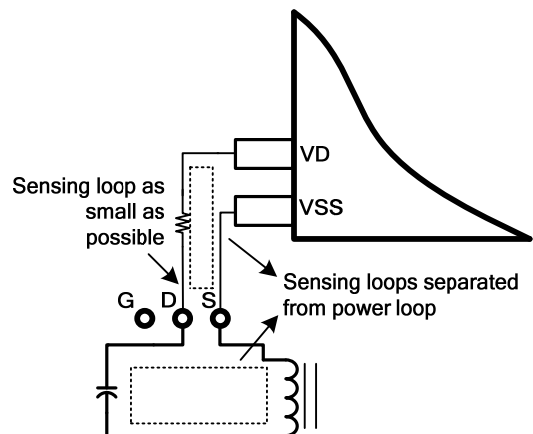 VD
Sensing loop as
small as
possible
VSS
Sensing loops separated
from power loop
G D S